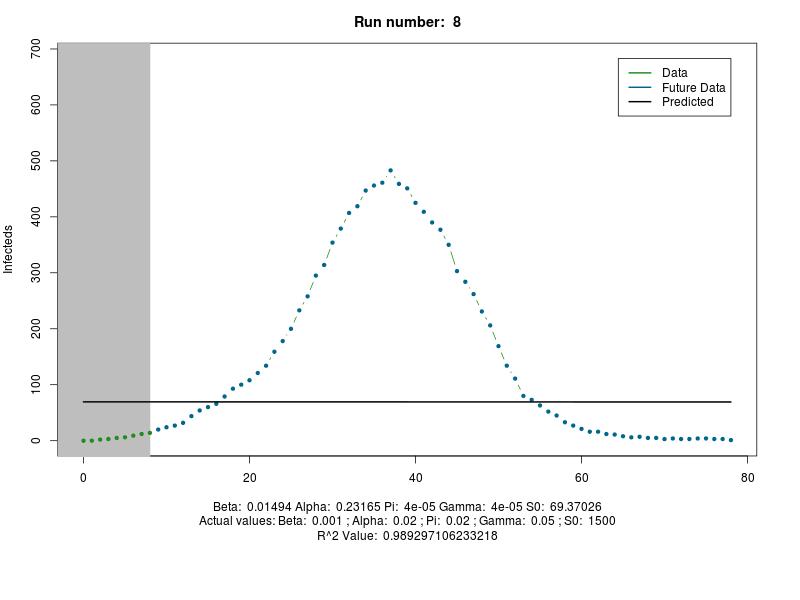 Run number: 8
Data
Future Data
Predicted
700
600
500
400
300
200
100
0
Infecteds
0 20 40 60 80
Beta: 0.01494 Alpha: 0.23165 Pi: 4e-05 Gamma: 4e-05 S0: 69.37026
Actual values: Beta: 0.001 ; Alpha: 0.02 ; Pi: 0.02 ; Gamma: 0.05 ; S0: 1500
R^2 Value: 0.989297106233218